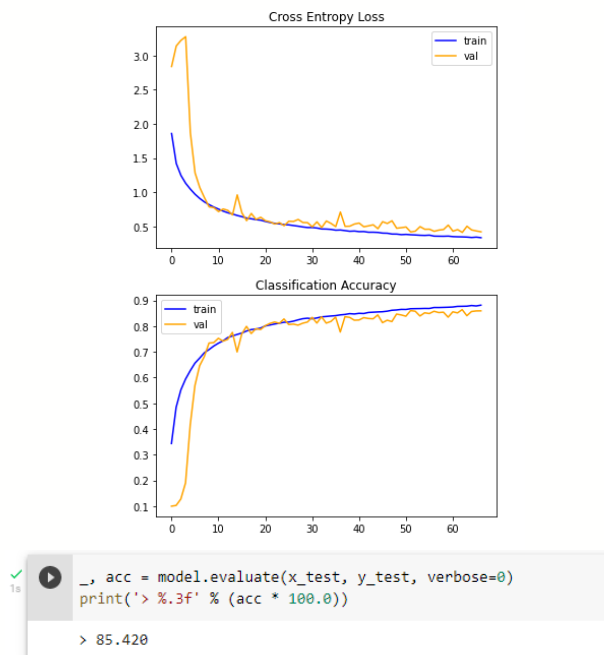 Cross Entropy Loss
train
val
3.0
2.5
2.0
1.5
1.0
0.5
0 10 20 30 40 50 60
Classification Accuracy
train
val
0.9
0.8
0.7
0.6
0.5
0.4
0.3
0.2
0.1
0 10 20 30 40 50 60
1s
_, acc = model.evaluate(x_test, y_test, verbose=0)
print('> %.3f' % (acc * 100.0))
> 85.420